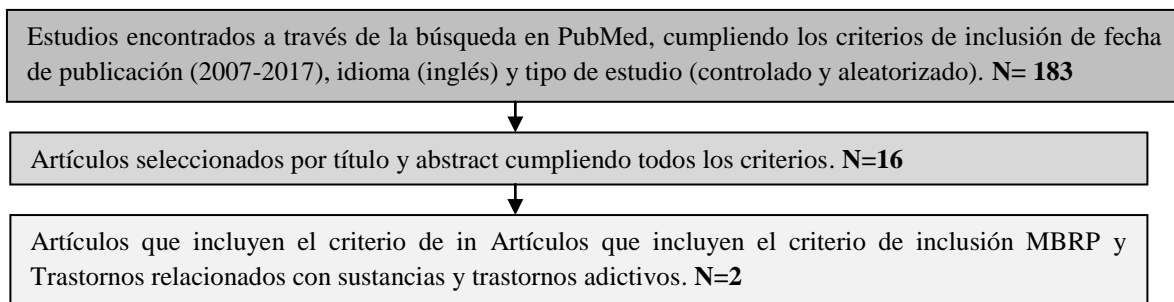 Estudios encontrados a través de la búsqueda en PubMed, cumpliendo los criterios de inclusión de fecha
de publicación (2007-2017), idioma (inglés) y tipo de estudio (controlado y aleatorizado). N= 183
Artículos seleccionados por título y abstract cumpliendo todos los criterios. N=16
Artículos que incluyen el criterio de in Artículos que incluyen el criterio de inclusión MBRP y
Trastornos relacionados con sustancias y trastornos adictivos. N=2